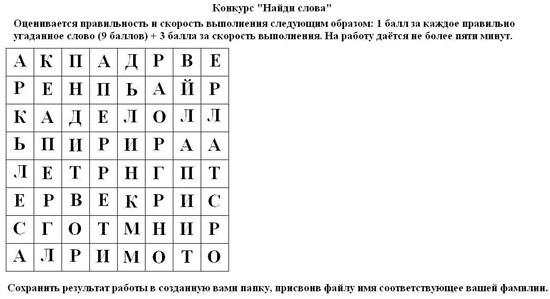 Конкурс "Найди слова"
Оценивается правильность и скорость выполнения следующим образом: 1 балл за каждое правильно
угаданное слово (9 баллов) + 3 балла за скорость выполнения. На работу даётся не более пяти минут.
А К П А Д Р В Е
Р Е Н П Ь А Й Р
К А Д Е Л О Л Л
Ь П И Р И Р А А
Л Е Т Р Н Г П Т
Е Р В Е К Р И С
С Г О Т М Н И Р
А Л Р И М О Т О
Сохранить результат работы в созданную вами папку, присвоив файлу имя соответствующее вашей фамилии.